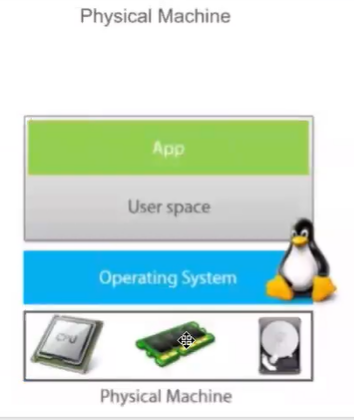 Physical Machine
App
User space
Operating System
CPU
Physical Machine